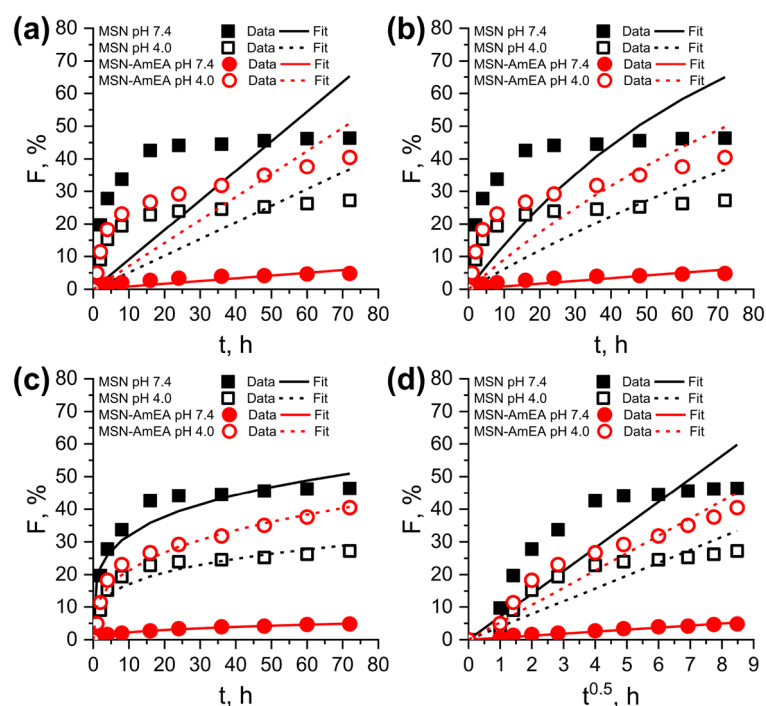 (a)
MSN pH 7.4 Data Fit
MSN pH 4.0 Data Fit
MSN-AmEA pH 7.4 Data Fit
MSN-AmEA pH 4.0 Data Fit
F, %
80
70
60
50
40
30
20
10
0
0 10 20 30 40 50 60 70 80
t, h
(b)
MSN pH 7.4 Data Fit
MSN pH 4.0 Data Fit
MSN-AmEA pH 7.4 Data Fit
MSN-AmEA pH 4.0 Data Fit
F, %
80
70
60
50
40
30
20
10
0
0 10 20 30 40 50 60 70 80
t, h
(c)
MSN pH 7.4 Data Fit
MSN pH 4.0 Data Fit
MSN-AmEA pH 7.4 Data Fit
MSN-AmEA pH 4.0 Data Fit
F, %
80
70
60
50
40
30
20
10
0
0 10 20 30 40 50 60 70 80
t, h
(d)
MSN pH 7.4 Data Fit
MSN pH 4.0 Data Fit
MSN-AmEA pH 7.4 Data Fit
MSN-AmEA pH 4.0 Data Fit
F, %
80
70
60
50
40
30
20
10
0
0 1 2 3 4 5 6 7 8 9
t^0.5, h